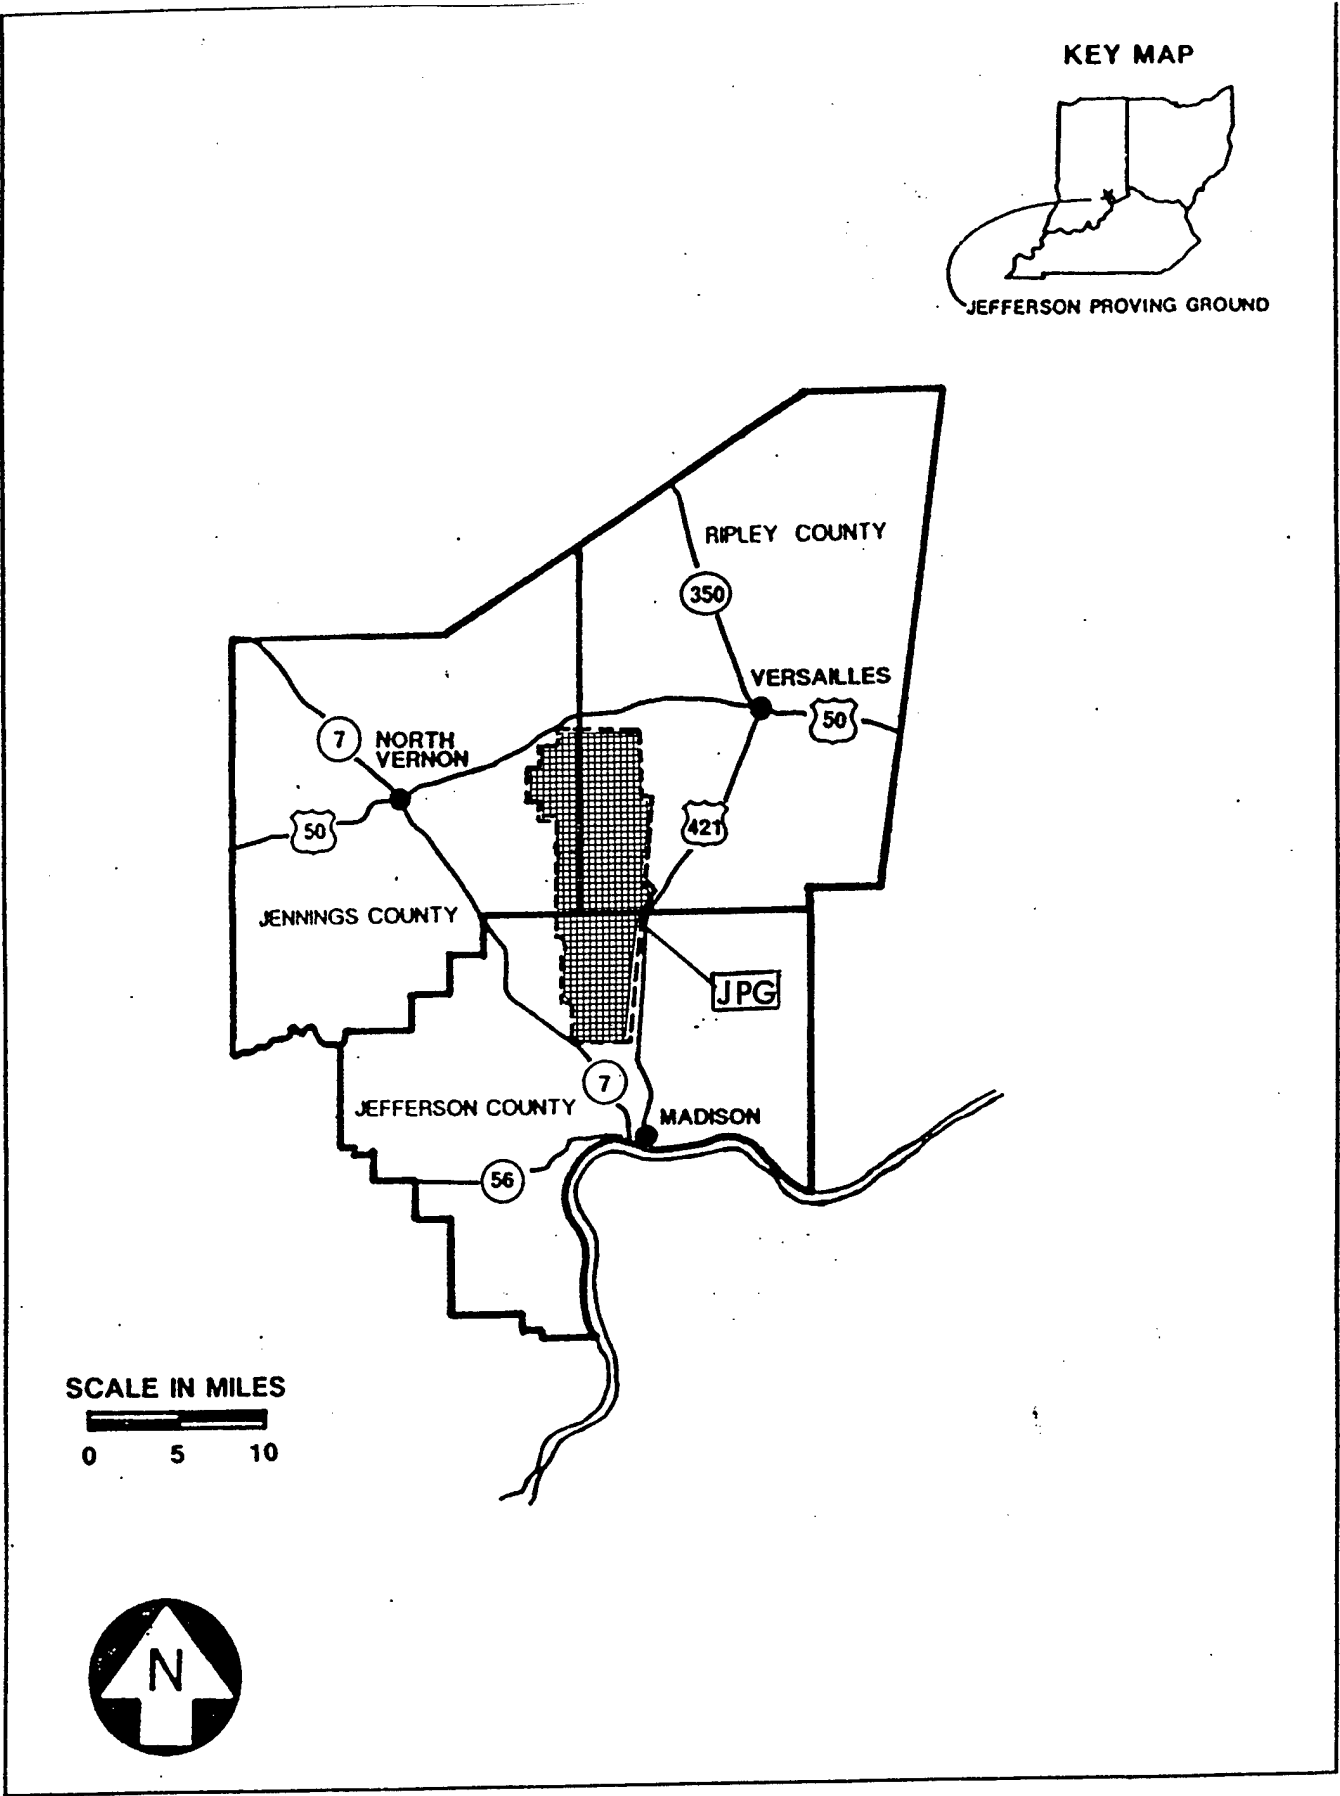 KEY MAP
JEFFERSON PROVING GROUND
RIPLEY COUNTY
350
VERSAILLES
50
7
NORTH
VERNON
50
421
JENNINGS COUNTY
JPG
7
JEFFERSON COUNTY
MADISON
56
SCALE IN MILES
0 5 10
N